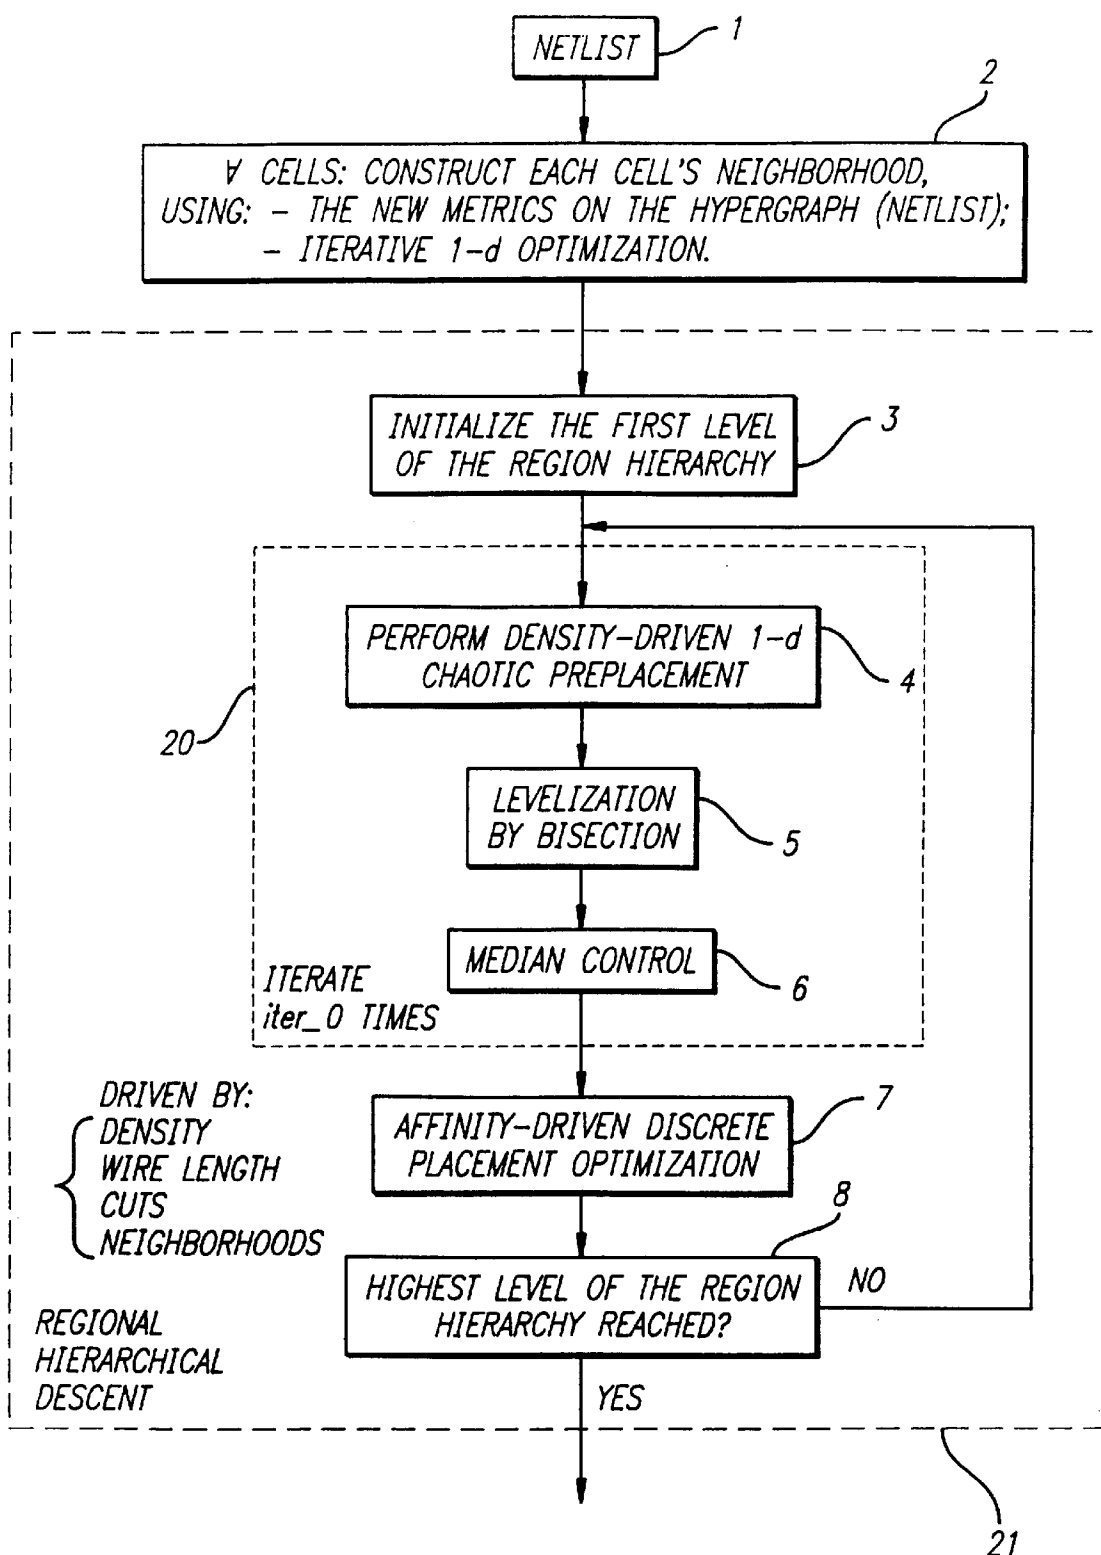 NETLIST
1
2
∀ CELLS: CONSTRUCT EACH CELL'S NEIGHBORHOOD,
USING: – THE NEW METRICS ON THE HYPERGRAPH (NETLIST);
– ITERATIVE 1-d OPTIMIZATION.
INITIALIZE THE FIRST LEVEL
OF THE REGION HIERARCHY
3
PERFORM DENSITY-DRIVEN 1-d
CHAOTIC PREPLACEMENT
4
20
LEVELIZATION
BY BISECTION
5
MEDIAN CONTROL
6
ITERATE
iter_0 TIMES
DRIVEN BY:
DENSITY
WIRE LENGTH
CUTS
NEIGHBORHOODS
AFFINITY-DRIVEN DISCRETE
PLACEMENT OPTIMIZATION
7
8
HIGHEST LEVEL OF THE REGION
HIERARCHY REACHED?
NO
REGIONAL
HIERARCHICAL
DESCENT
YES
21